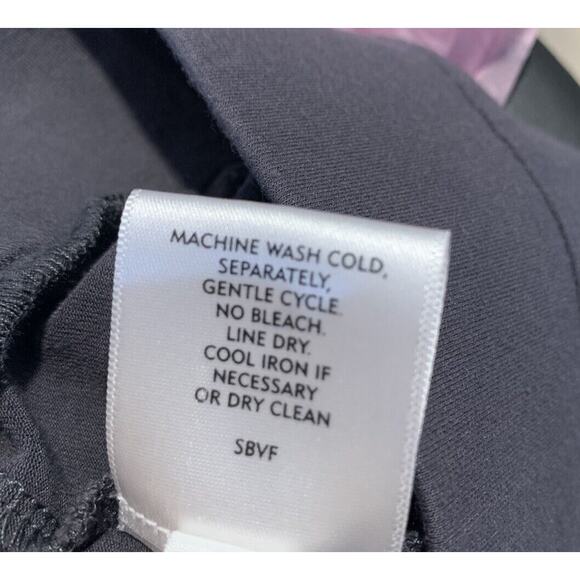 MACHINE WASH COLD,
SEPARATELY,
GENTLE CYCLE.
NO BLEACH.
LINE DRY.
COOL IRON IF
NECESSARY
OR DRY CLEAN
SBVF